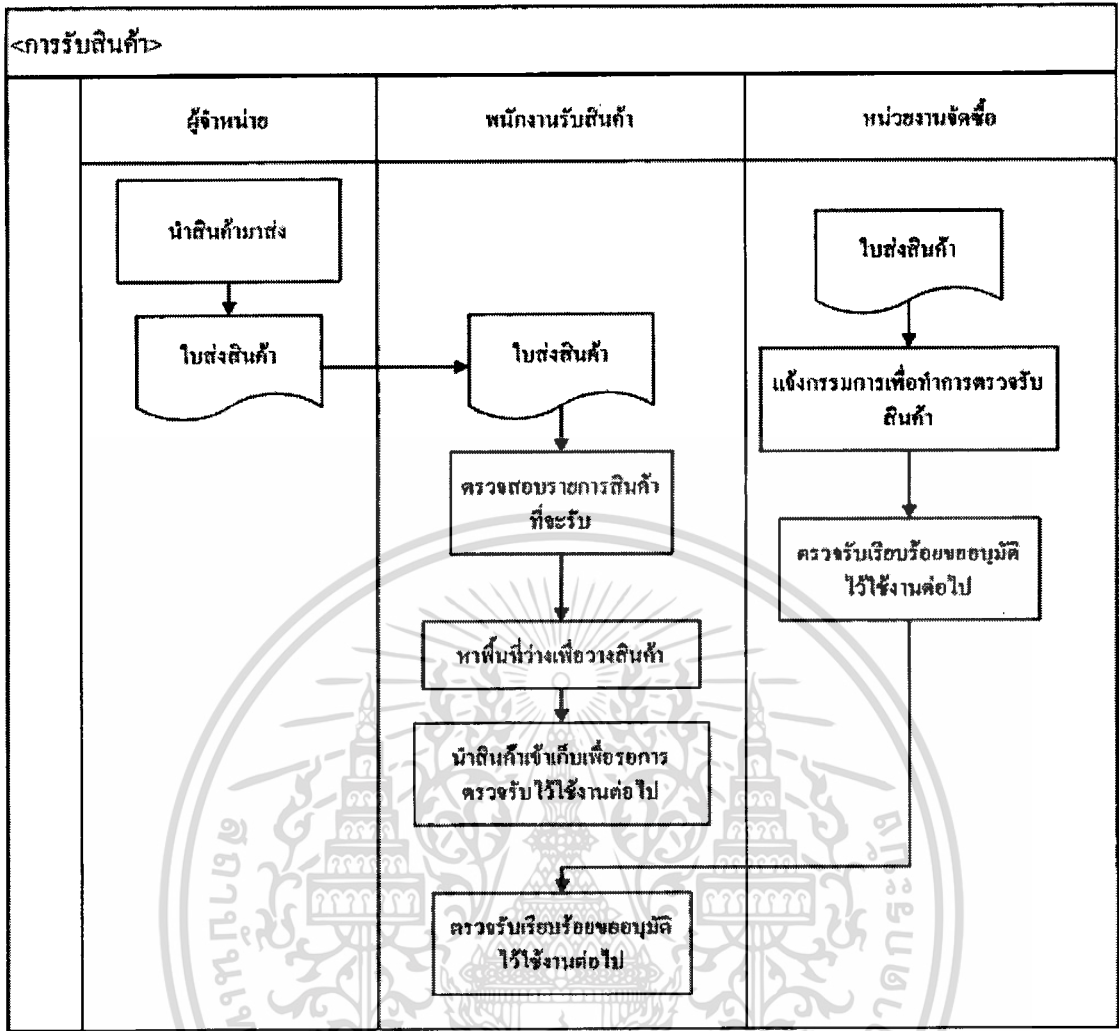 <การรับสินค้า>
ผู้จำหน่าย
พนักงานรับสินค้า
หน่วยงานจัดซื้อ
นำสินค้ามาส่ง
ใบส่งสินค้า
ใบส่งสินค้า
ตรวจสอบรายการสินค้า
ที่จะรับ
หาพื้นที่ว่างเพื่อวางสินค้า
นำสินค้าเข้าเก็บเพื่อรอการ
ตรวจรับไว้ใช้งานต่อไป
ตรวจรับเรียบร้อยขออนุมัติ
ไว้ใช้งานต่อไป
ใบส่งสินค้า
แจ้งกรรมการเพื่อทำการตรวจรับ
สินค้า
ตรวจรับเรียบร้อยขออนุมัติ
ไว้ใช้งานต่อไป